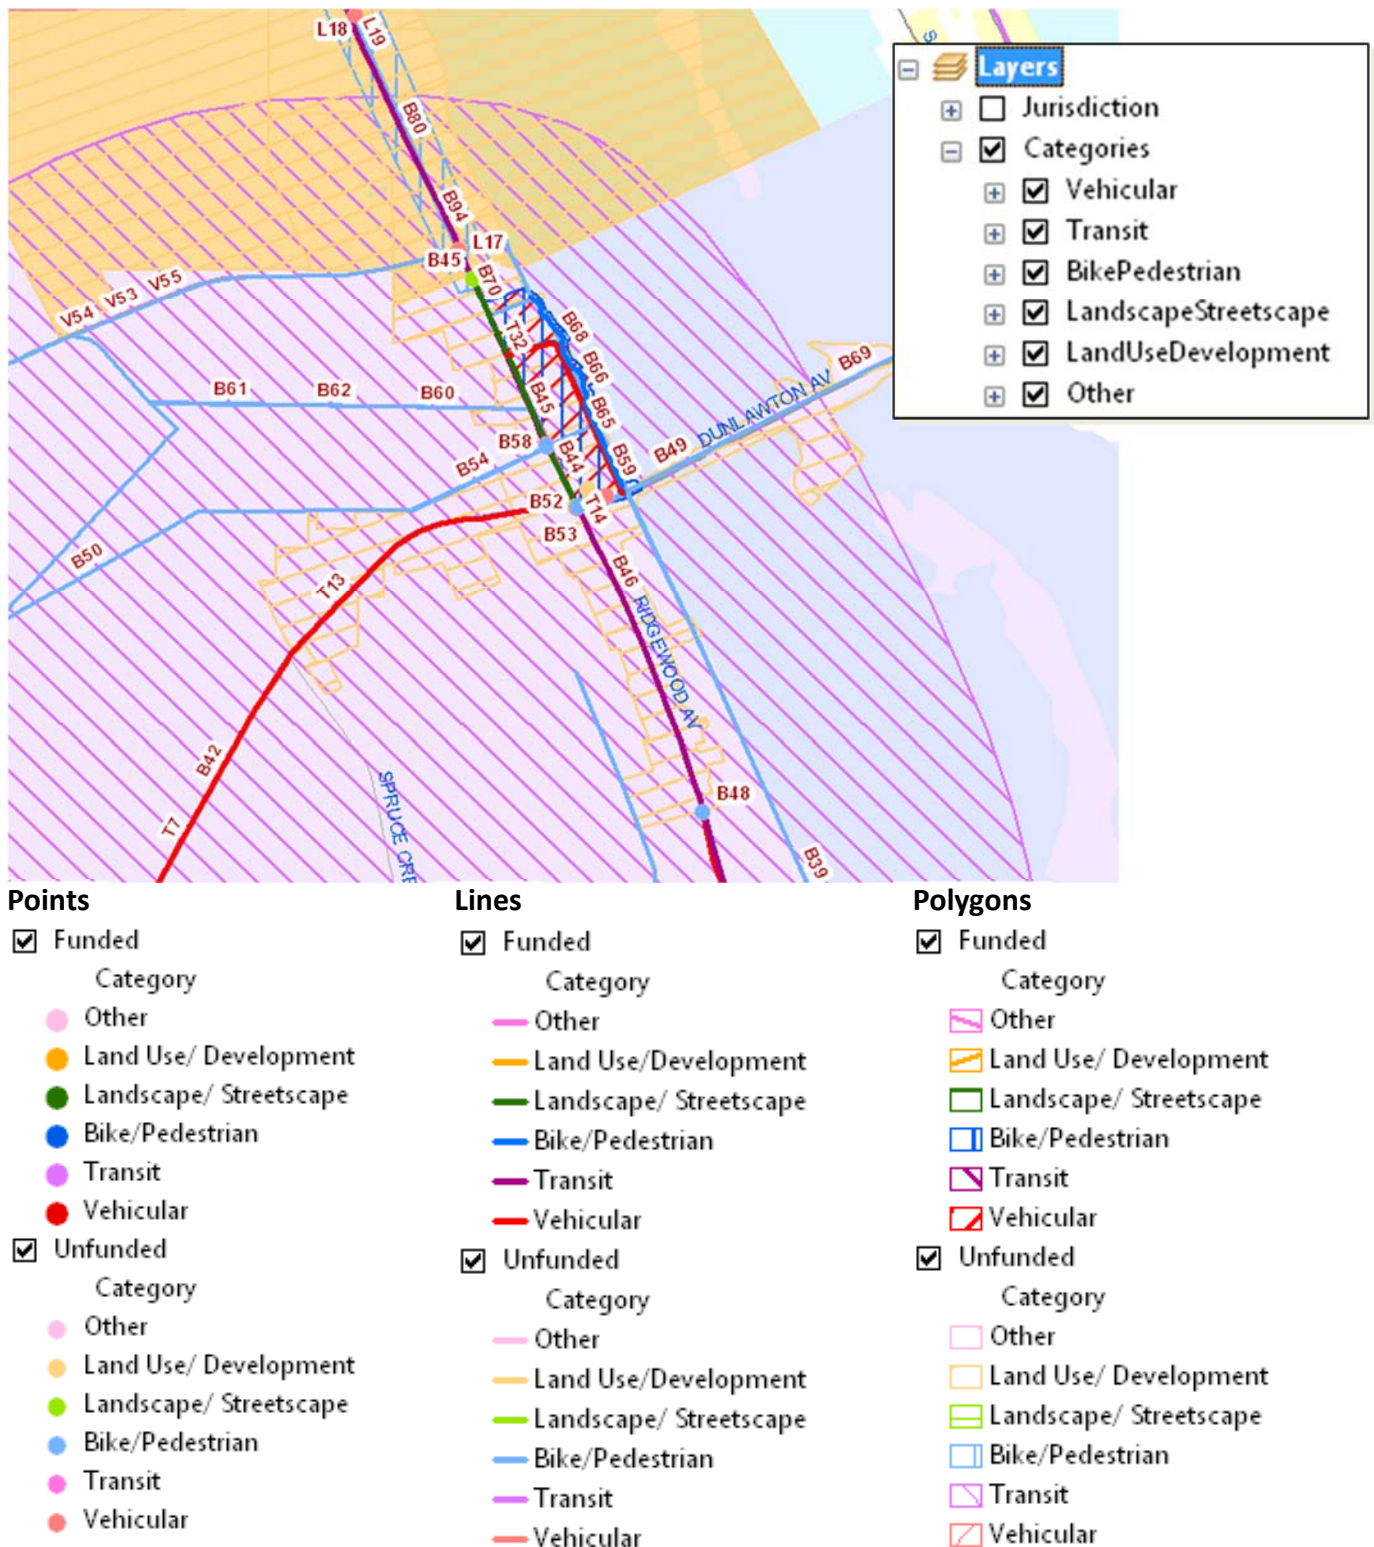 L18
L19
S
B80
B94
L17
B45
B70
V54 V53 V55
T32
B68
B66
B69
DUNLAWTON AV
B61
B62
B60
B45
B65
B58
B44
B59
B49
B54
B52
T14
B53
B50
T13
B46
RIDGEWOOD AV
B42
B48
T7
SPRUCE CRE
B39
Layers
Jurisdiction
Categories
Vehicular
Transit
BikePedestrian
LandscapeStreetscape
LandUseDevelopment
Other
Points
Funded
Category
Other
Land Use/ Development
Landscape/ Streetscape
Bike/Pedestrian
Transit
Vehicular
Unfunded
Category
Other
Land Use/ Development
Landscape/ Streetscape
Bike/Pedestrian
Transit
Vehicular
Lines
Funded
Category
Other
Land Use/Development
Landscape/ Streetscape
Bike/Pedestrian
Transit
Vehicular
Unfunded
Category
Other
Land Use/Development
Landscape/ Streetscape
Bike/Pedestrian
Transit
Vehicular
Polygons
Funded
Category
Other
Land Use/ Development
Landscape/ Streetscape
Bike/Pedestrian
Transit
Vehicular
Unfunded
Category
Other
Land Use/ Development
Landscape/ Streetscape
Bike/Pedestrian
Transit
Vehicular